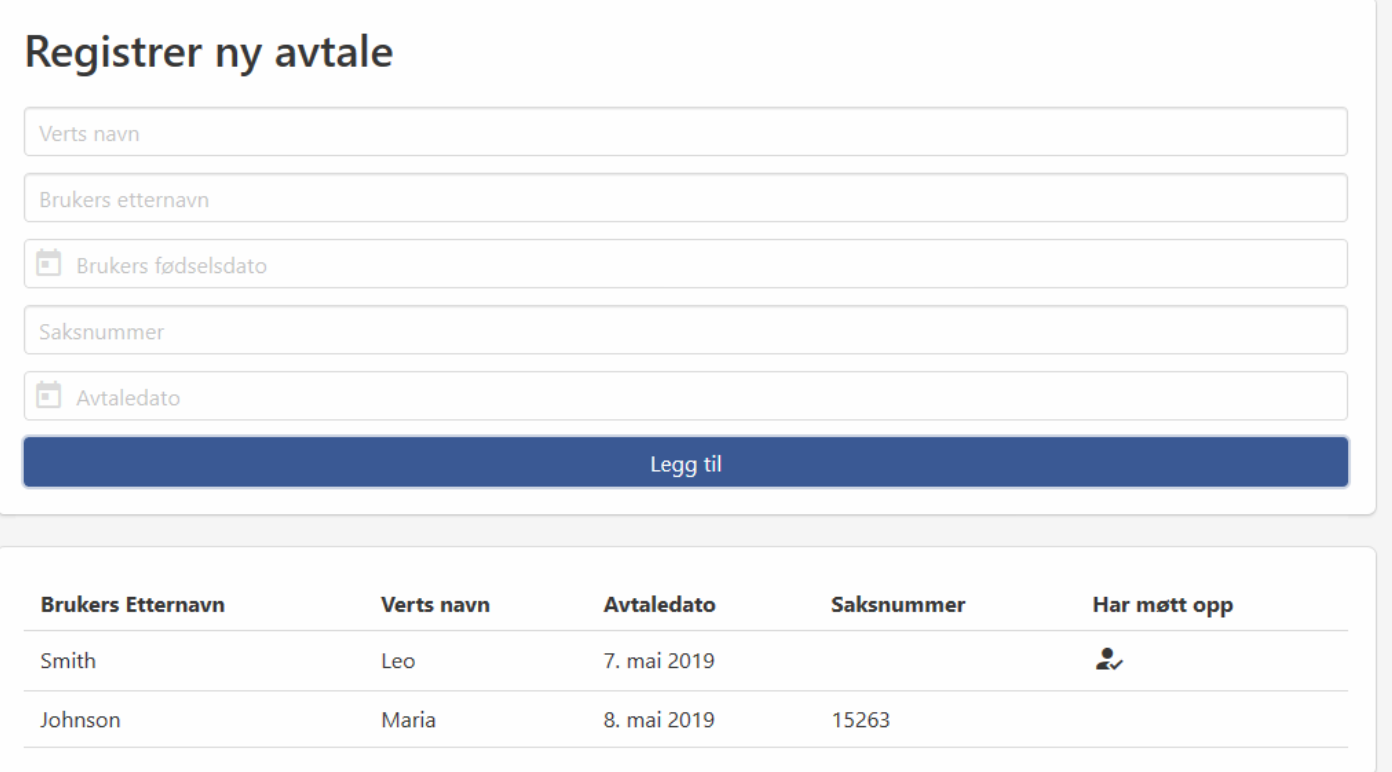 Registrer ny avtale
Verts navn
Brukers etternavn
Brukers fødselsdato
Saksnummer
Avtaledato
Legg til
Brukers Etternavn Verts navn Avtaledato Saksnummer Har møtt opp
Smith Leo 7. mai 2019
Johnson Maria 8. mai 2019 15263